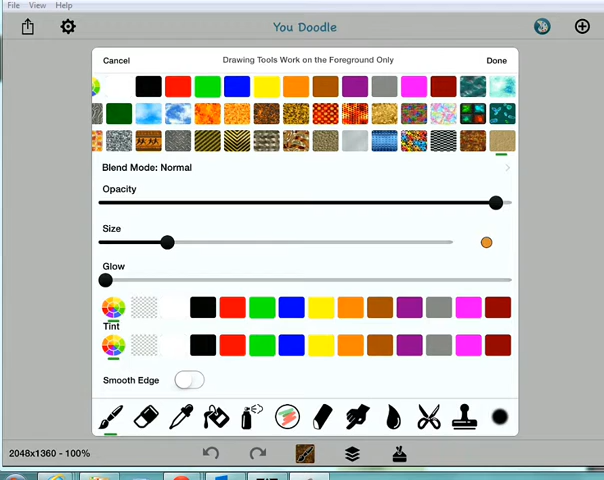 File View Help
You Doodle
Cancel Drawing Tools Work on the Foreground Only Done
Blend Mode: Normal
Opacity
Size
Glow
Tint
Smooth Edge
2048x1360 - 100%